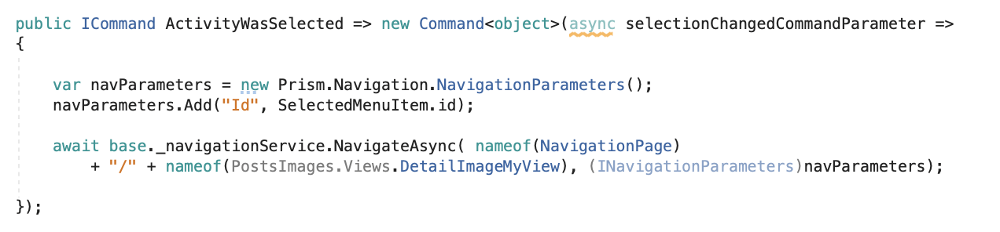 public ICommand ActivityWasSelected => new Command<object>(async selectionChangedCommandParameter =>
{
var navParameters = new Prism.Navigation.NavigationParameters();
navParameters.Add("Id", SelectedMenuItem.id);
await base._navigationService.NavigateAsync( nameof(NavigationPage)
+ "/" + nameof(PostsImages.Views.DetailImageMyView), (INavigationParameters)navParameters);
});